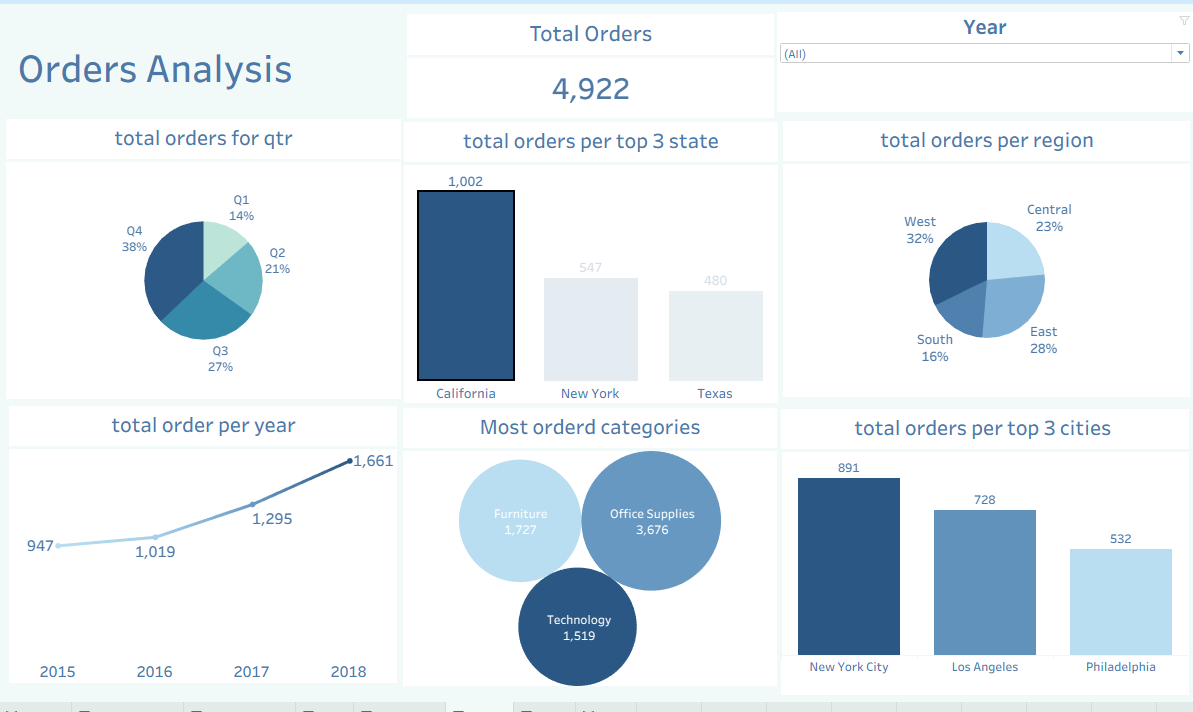 Orders Analysis
Total Orders
4,922
Year
(All)
total orders for qtr
Q1
14%
Q2
21%
Q3
27%
Q4
38%
total orders per top 3 state
1,002
547
480
California
New York
Texas
total orders per region
Central
23%
East
28%
South
16%
West
32%
total order per year
947
1,019
1,295
1,661
2015
2016
2017
2018
Most orderd categories
Furniture
1,727
Office Supplies
3,676
Technology
1,519
total orders per top 3 cities
891
728
532
New York City
Los Angeles
Philadelphia